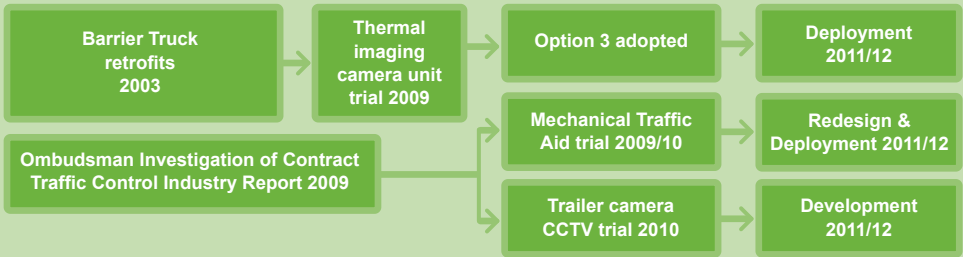 Barrier Truck
retrofits
2003
Thermal
imaging
camera unit
trial 2009
Option 3 adopted
Deployment
2011/12
Ombudsman Investigation of Contract
Traffic Control Industry Report 2009
Mechanical Traffic
Aid trial 2009/10
Redesign &
Deployment 2011/12
Trailer camera
CCTV trial 2010
Development
2011/12